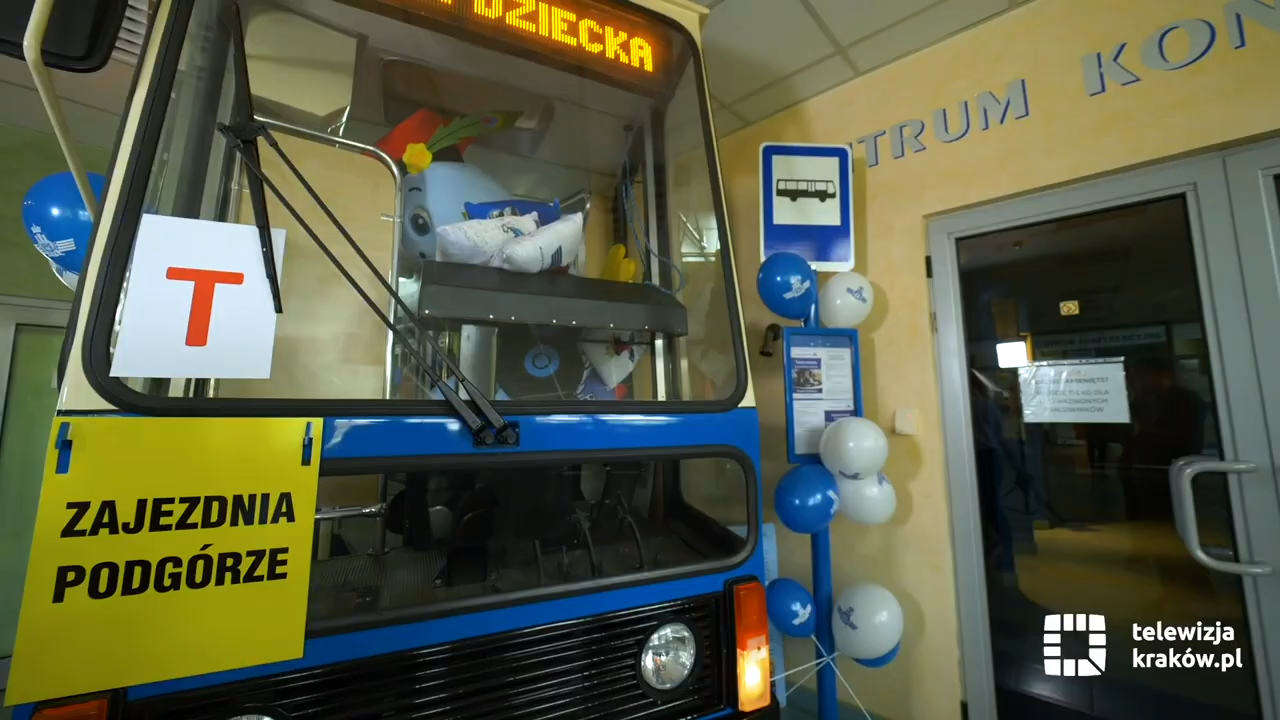 DZIECKA
TRUM KON
T
ZAJEZDNIA
PODGÓRZE
telewizja
kraków.pl